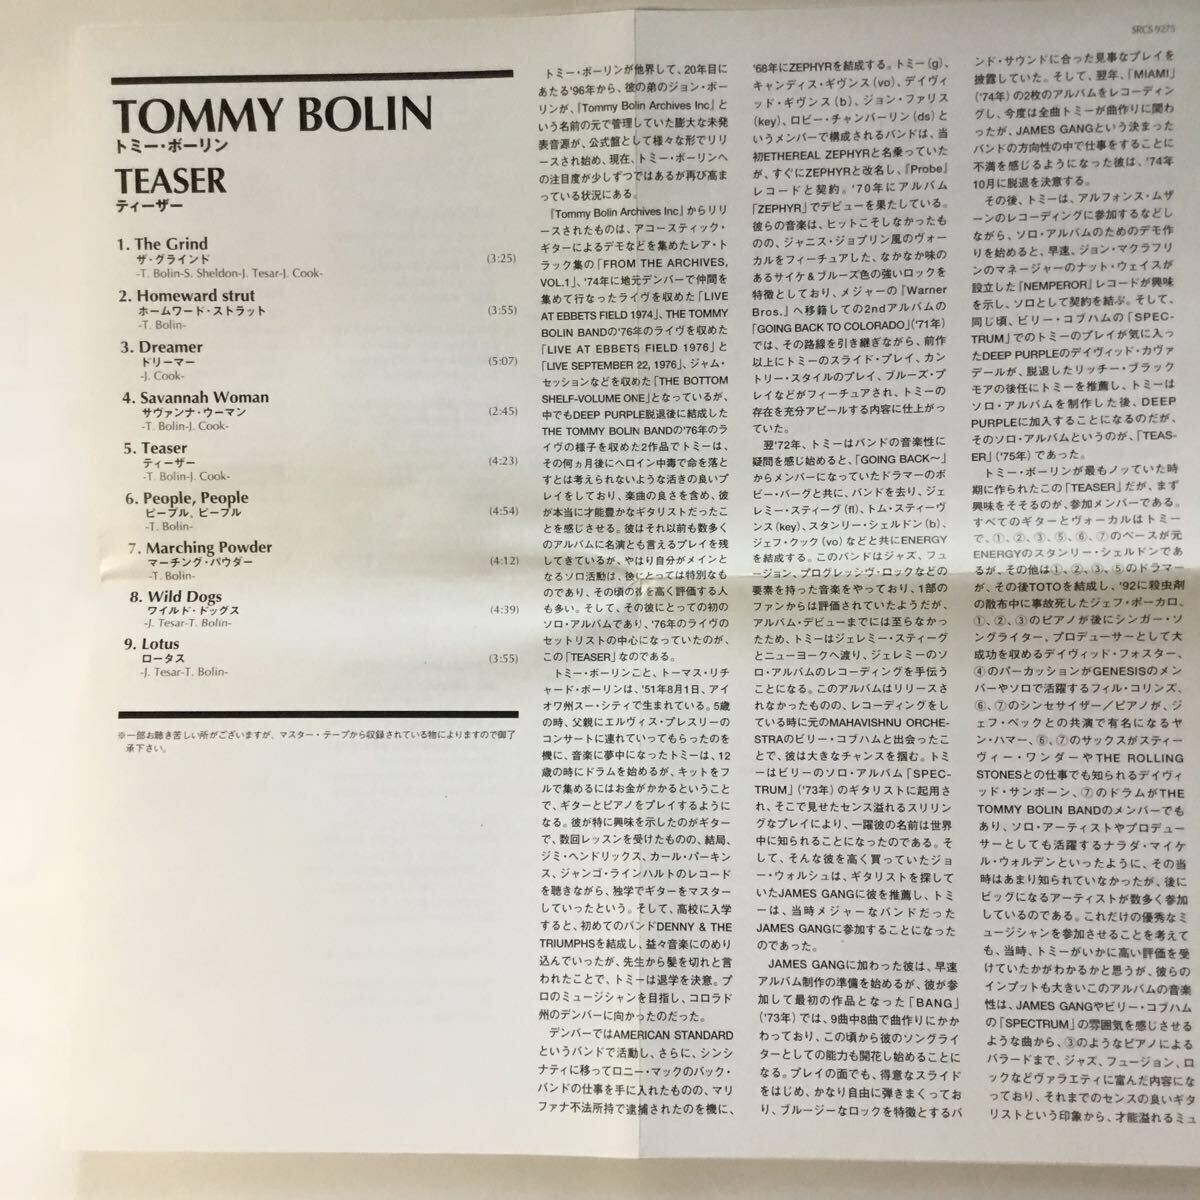 SRCS 9275
TOMMY BOLIN
トミー・ボーリン
TEASER
ティーザー
1. The Grind
ザ・グラインド (3:25)
-T. Bolin-S. Sheldon-J. Tesar-J. Cook-
2. Homeward strut
ホームワード・ストラット (3:55)
-T. Bolin-
3. Dreamer
ドリーマー (5:07)
-J. Cook-
4. Savannah Woman
サヴァンナ・ウーマン (2:45)
-T. Bolin-J. Cook-
5. Teaser
ティーザー (4:23)
-T. Bolin-J. Cook-
6. People, People
ピープル、ピープル (4:54)
-T. Bolin-
7. Marching Powder
マーチング・パウダー (4:12)
-T. Bolin-
8. Wild Dogs
ワイルド・ドッグス (4:39)
-J. Tesar-T. Bolin-
9. Lotus
ロータス (3:55)
-J. Tesar-T. Bolin-
※一部お聴き苦しい所がございますが、マスター・テープから収録されている物によりますので御了
承下さい。
トミー・ボーリンが他界して、20年目に
あたる'96年から、彼の弟のジョン・ボー
リンが、「Tommy Bolin Archives Inc」と
いう名前の元で管理していた膨大な未発
表音源が、公式盤として様々な形でリリ
ースされ始め、現在、トミー・ボーリンへ
の注目度が少しずつではあるが再び高ま
っている状況にある。
『Tommy Bolin Archives Inc』からリリ
ースされたものは、アコースティック・
ギターによるデモなどを集めたレア・ト
ラック集の「FROM THE ARCHIVES,
VOL.1」、'74年に地元デンバーで仲間を
集めて行なったライヴを収めた「LIVE
AT EBBETS FIELD 1974」、THE TOMMY
BOLIN BANDの'76年のライヴを収めた
「LIVE AT EBBETS FIELD 1976」と
「LIVE SEPTEMBER 22, 1976」、ジャム・
セッションなどを収めた「THE BOTTOM
SHELF-VOLUME ONE」となっているが、
中でもDEEP PURPLE脱退後に結成した
THE TOMMY BOLIN BANDの'76年のラ
イヴの様子を収めた2作品でトミーは、
その何ヵ月後にヘロイン中毒で命を落と
すとは考えられないような活きの良いプ
レイをしており、楽曲の良さを含め、彼
が本当に才能豊かなギタリストだったこ
とを感じさせる。彼はそれ以前も数多く
のアルバムに名演とも言えるプレイを残
してきているが、やはり自分がメインと
なるソロ活動は、彼にとっては特別なも
のであり、その頃の彼を高く評価する人
も多い。そして、その彼にとっての初の
ソロ・アルバムであり、'76年のライヴの
セットリストの中心になっていたのが、
この「TEASER」なのである。
トミー・ボーリンこと、トーマス・リチ
ャード・ボーリンは、'51年8月1日、アイ
オワ州スー・シティで生まれている。5歳
の時、父親にエルヴィス・プレスリーの
コンサートに連れていってもらったのを
機に、音楽に夢中になったトミーは、12
歳の時にドラムを始めるが、キットをフ
ルで集めるにはお金がかかるということ
で、ギターとピアノをプレイするように
なる。彼が特に興味を示したのがギター
で、数回レッスンを受けたものの、結局、
ジミ・ヘンドリックス、カール・パーキン
ス、ジャンゴ・ラインハルトのレコード
を聴きながら、独学でギターをマスター
していったという。そして、高校に入学
すると、初めてのバンドDENNY & THE
TRIUMPHSを結成し、益々音楽にのめり
込んでいったが、先生から髪を切れと言
われたことで、トミーは退学を決意。プ
ロのミュージシャンを目指し、コロラド
州のデンバーに向かったのだった。
デンバーではAMERICAN STANDARD
というバンドで活動し、さらに、シンシ
ナティに移ってロニー・マックのバック・
バンドの仕事を手に入れたものの、マリ
ファナ不法所持で逮捕されたのを機に、
'68年にZEPHYRを結成する。トミー(g)、
キャンディス・ギヴンス(vo)、デイヴィ
ッド・ギヴンス(b)、ジョン・ファリス
(key)、ロビー・チャンバーリン(ds)と
いうメンバーで構成されるバンドは、当
初ETHEREAL ZEPHYRと名乗っていた
が、すぐにZEPHYRと改名し、『Probe』
レコードと契約。'70年にアルバム
「ZEPHYR」でデビューを果たしている。
彼らの音楽は、ヒットこそしなかったも
のの、ジャニス・ジョプリン風のヴォー
カルをフィーチュアした、なかなか味の
あるサイケ＆ブルーズ色の強いロックを
特徴としており、メジャーの『Warner
Bros.』へ移籍しての2ndアルバムの
「GOING BACK TO COLORADO」('71年)
では、その路線を引き継ぎながら、前作
以上にトミーのスライド・プレイ、カン
トリー・スタイルのプレイ、ブルーズ・プ
レイなどがフィーチュアされ、トミーの
存在を充分アピールする内容に仕上がっ
ていた。
翌'72年、トミーはバンドの音楽性に
疑問を感じ始めると、「GOING BACK〜」
からメンバーになっていたドラマーのボ
ビー・バーグと共に、バンドを去り、ジェ
レミー・スティーグ(fl)、トム・スティーヴ
ンス(key)、スタンリー・シェルドン(b)、
ジェフ・クック(vo)などと共にENERGY
を結成する。このバンドはジャズ、フュ
ージョン、プログレッシヴ・ロックなどの
要素を持った音楽をやっており、1部の
ファンからは評価されていたようだが、
アルバム・デビューまでには至らなかっ
たため、トミーはジェレミー・スティーグ
とニューヨークへ渡り、ジェレミーのソ
ロ・アルバムのレコーディングを手伝う
ことになる。このアルバムはリリースさ
れなかったものの、レコーディングをし
ている時に元のMAHAVISHNU ORCHE-
STRAのビリー・コブハムと出会ったこ
とで、彼は大きなチャンスを掴む。トミ
ーはビリーのソロ・アルバム「SPEC-
TRUM」('73年)のギタリストに起用さ
れ、そこで見せたセンス溢れるスリリン
グなプレイにより、一躍彼の名前は世界
中に知られることになったのである。そ
して、そんな彼を高く買っていたジョ
ー・ウォルシュは、ギタリストを探して
いたJAMES GANGに彼を推薦し、トミ
ーは、当時メジャーなバンドだった
JAMES GANGに参加することになった
のであった。
JAMES GANGに加わった彼は、早速
アルバム制作の準備を始めるが、彼が参
加して最初の作品となった「BANG」
('73年)では、9曲中8曲で曲作りにかか
わっており、この頃から彼のソングライ
ターとしての能力も開花し始めることに
なる。プレイの面でも、得意なスライド
をはじめ、かなり自由に弾きまくってお
り、ブルージーなロックを特徴とするバ
ンド・サウンドに合った見事なプレイを
披露していた。そして、翌年、「MIAMI」
('74年)の2枚のアルバムをレコーディン
グし、今度は全曲トミーが曲作りに関わ
ったが、JAMES GANGという決まった
バンドの方向性の中で仕事をすることに
不満を感じるようになった彼は、'74年
10月に脱退を決意する。
その後、トミーは、アルフォンス・ムザ
ーンのレコーディングに参加するなどし
ながら、ソロ・アルバムのためのデモ作
りを始めると、早速、ジョン・マクラフリ
ンのマネージャーのナット・ウェイスが
設立した『NEMPEROR』レコードが興味
を示し、ソロとして契約を結ぶ。そして、
同じ頃、ビリー・コブハムの「SPEC-
TRUM」でのトミーのプレイが気に入っ
たDEEP PURPLEのデイヴィッド・カヴァ
デールが、脱退したリッチー・ブラック
モアの後任にトミーを推薦し、トミーは
ソロ・アルバムを制作した後、DEEP
PURPLEに加入することになるのだが、
そのソロ・アルバムというのが、「TEAS-
ER」('75年)であった。
トミー・ボーリンが最もノッていた時
期に作られたこの「TEASER」だが、まず
興味をそそるのが、参加メンバーである。
すべてのギターとヴォーカルはトミー
で、①、②、③、⑤、⑥、⑦のベースが元
ENERGYのスタンリー・シェルドンであ
るが、その他は①、②、③、⑤のドラマー
が、その後TOTOを結成し、'92に殺虫剤
の散布中に事故死したジェフ・ポーカロ、
①、②、③のピアノが後にシンガー・ソ
ングライター、プロデューサーとして大
成功を収めるデイヴィッド・フォスター、
④のパーカッションがGENESISのメン
バーやソロで活躍するフィル・コリンズ、
⑥、⑦のシンセサイザー／ピアノが、ジ
ェフ・ベックとの共演で有名になるヤ
ン・ハマー、⑥、⑦のサックスがスティー
ヴィー・ワンダーやTHE ROLLING
STONESとの仕事でも知られるデイヴィ
ッド・サンボーン、⑦のドラムがTHE
TOMMY BOLIN BANDのメンバーでも
あり、ソロ・アーティストやプロデュー
サーとしても活躍するナラダ・マイケ
ル・ウォルデンといったように、その当
時はあまり知られていなかったが、後に
ビッグになるアーティストが数多く参加
しているのである。これだけの優秀なミ
ュージシャンを参加させることを考えて
も、当時、トミーがいかに高い評価を受
けていたかがわかるかと思うが、彼らの
インプットも大きいこのアルバムの音楽
性は、JAMES GANGやビリー・コブハム
の「SPECTRUM」の雰囲気を感じさせる
ような曲から、③のようなピアノによる
バラードまで、ジャズ、フュージョン、ロ
ックなどヴァラエティに富んだ内容にな
っており、それまでのセンスの良いギタ
リストという印象から、才能溢れるミュ